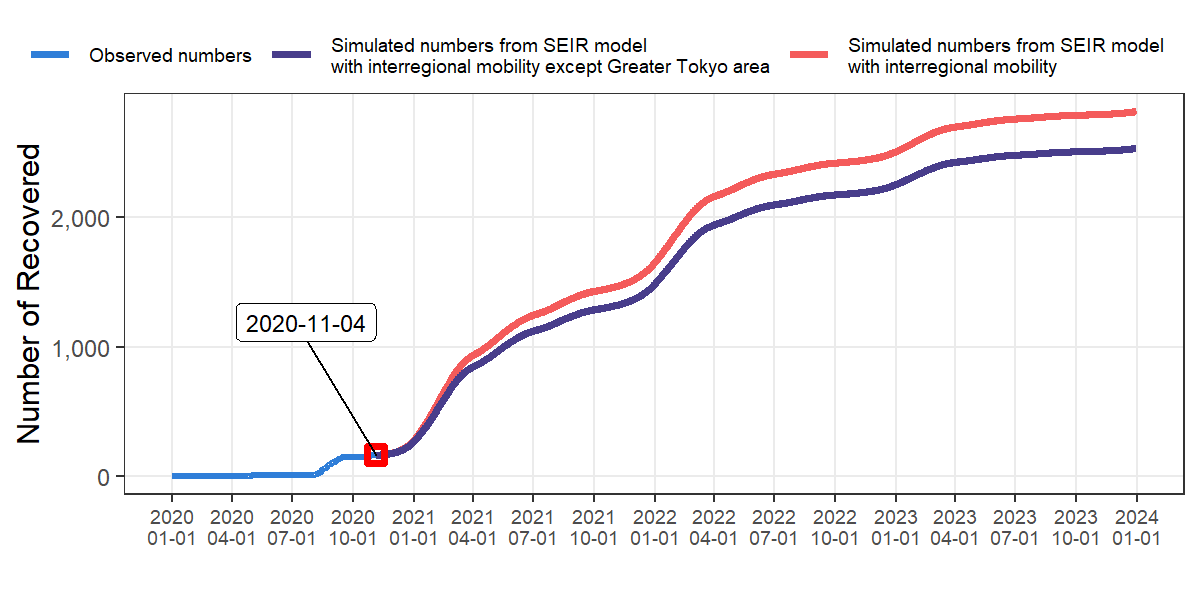 Observed numbers
Simulated numbers from SEIR model
with interregional mobility except Greater Tokyo area
Simulated numbers from SEIR model
with interregional mobility
Number of Recovered
2,000
1,000
0
2020-11-04
2020 2020 2020 2020 2021 2021 2021 2021 2022 2022 2022 2022 2023 2023 2023 2023 2024
01-01 04-01 07-01 10-01 01-01 04-01 07-01 10-01 01-01 04-01 07-01 10-01 01-01 04-01 07-01 10-01 01-01